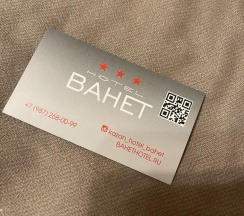 HOTEL
BAHET
+7 (987) 268-00-99
kazan_hotel_bahet
BAHETHOTEL.RU